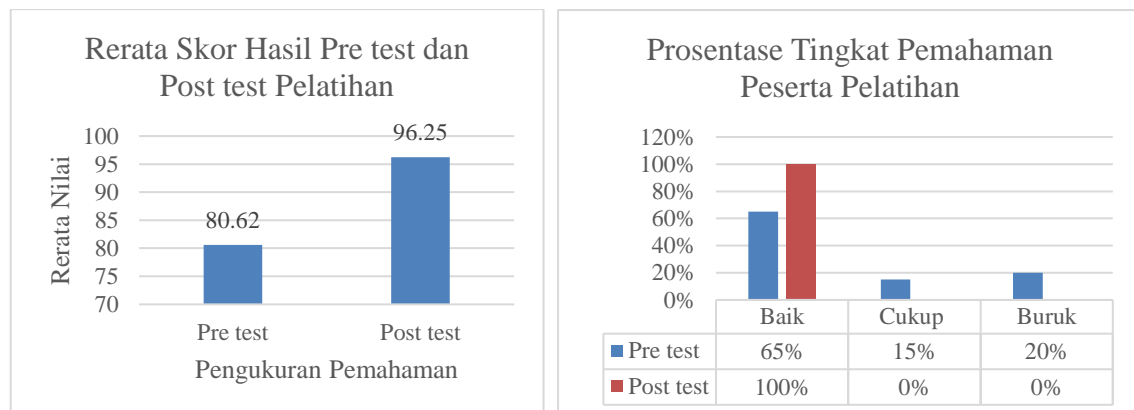 Rerata Skor Hasil Pre test dan
Post test Pelatihan
100
95
90
85
80
75
70
Rerata Nilai
80.62
96.25
Pre test
Post test
Pengukuran Pemahaman
Prosentase Tingkat Pemahaman
Peserta Pelatihan
120%
100%
80%
60%
40%
20%
0%
Baik Cukup Buruk
Pre test 65% 15% 20%
Post test 100% 0% 0%